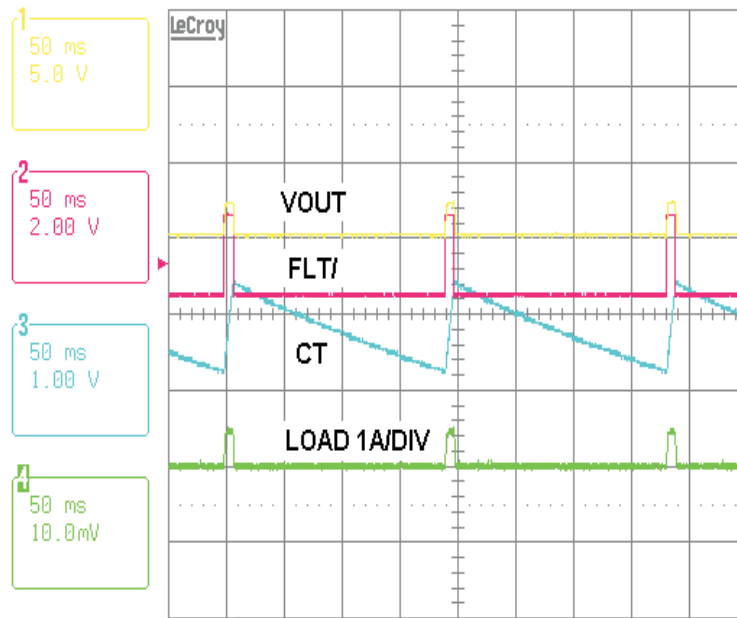 LeCroy
1
50 ms
5.0 V
2
50 ms
2.00 V
3
50 ms
1.00 V
4
50 ms
10.0mV
VOUT
FLT/
CT
LOAD 1A/DIV